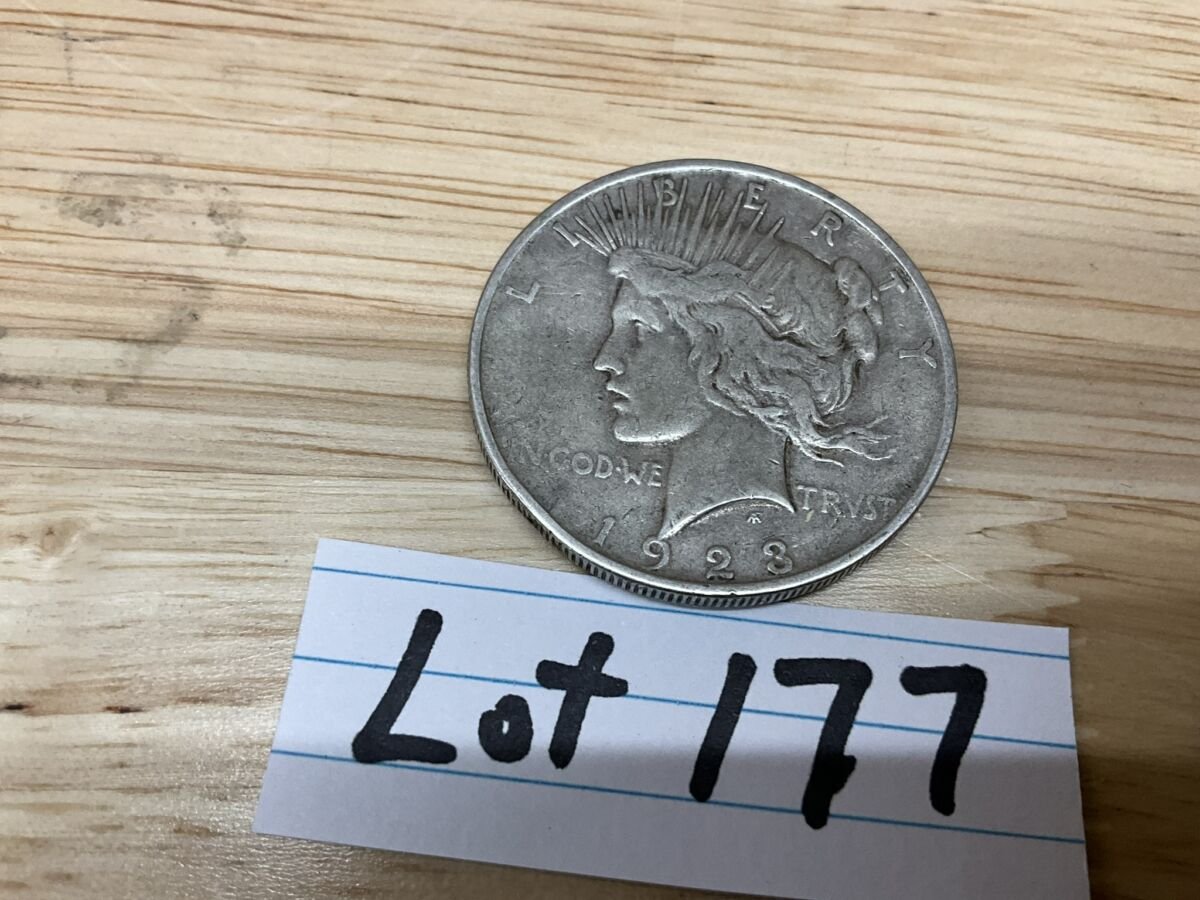 LIBERTY
IN GOD·WE TRVST
1923
Lot 177